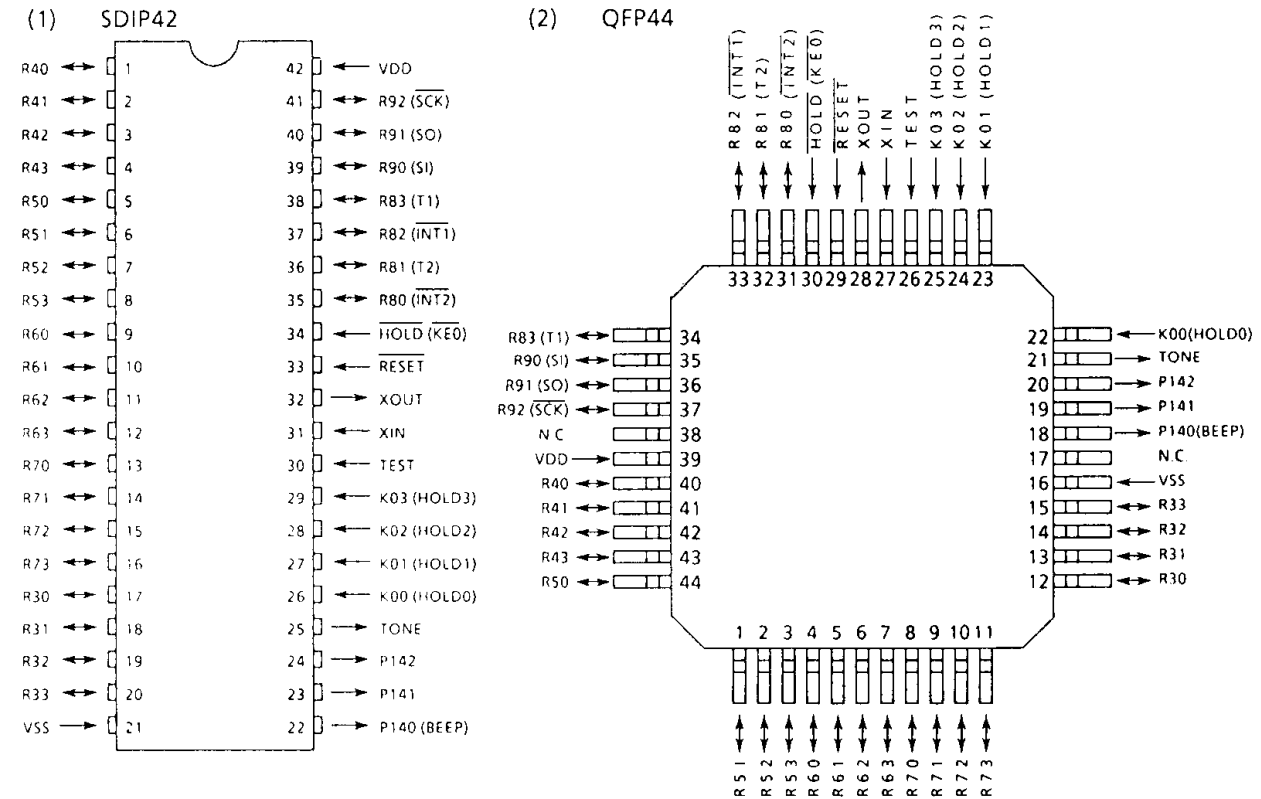 (1) SDIP42
R40 1 42 VDD
R41 2 41 R92 (SCK)
R42 3 40 R91 (SO)
R43 4 39 R90 (SI)
R50 5 38 R83 (T1)
R51 6 37 R82 (INT1)
R52 7 36 R81 (T2)
R53 8 35 R80 (INT2)
R60 9 34 HOLD (KE0)
R61 10 33 RESET
R62 11 32 XOUT
R63 12 31 XIN
R70 13 30 TEST
R71 14 29 K03 (HOLD3)
R72 15 28 K02 (HOLD2)
R73 16 27 K01 (HOLD1)
R30 17 26 K00 (HOLD0)
R31 18 25 TONE
R32 19 24 P142
R33 20 23 P141
VSS 21 22 P140 (BEEP)
(2) QFP44
R82 (INT1)
R81 (T2)
R80 (INT2)
HOLD (KE0)
RESET
XOUT
XIN
TEST
K03 (HOLD3)
K02 (HOLD2)
K01 (HOLD1)
33 32 31 30 29 28 27 26 25 24 23
R83 (T1) 34 22 K00(HOLD0)
R90 (SI) 35 21 TONE
R91 (SO) 36 20 P142
R92 (SCK) 37 19 P141
N.C 38 18 P140(BEEP)
VDD 39 17 N.C.
R40 40 16 VSS
R41 41 15 R33
R42 42 14 R32
R43 43 13 R31
R50 44 12 R30
1 2 3 4 5 6 7 8 9 10 11
R51
R52
R53
R60
R61
R62
R63
R70
R71
R72
R73